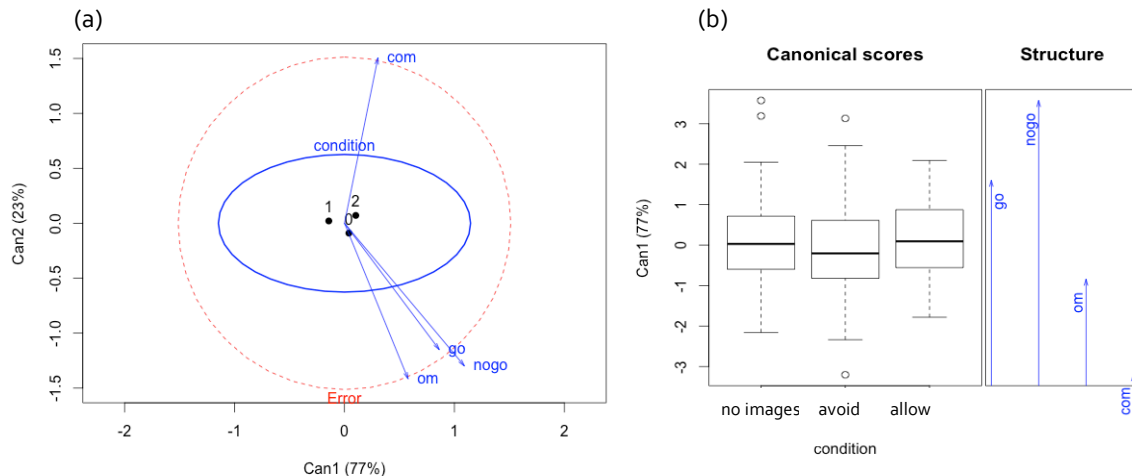 (a)
1.5
1.0
0.5
0.0
-0.5
-1.0
-1.5
Can2 (23%)
com
condition
1
2
0
go
nogo
om
Error
-2
-1
0
1
2
Can1 (77%)
(b)
Canonical scores
Structure
3
2
1
0
-1
-2
-3
Can1 (77%)
no images avoid allow
condition
go
nogo
om
com